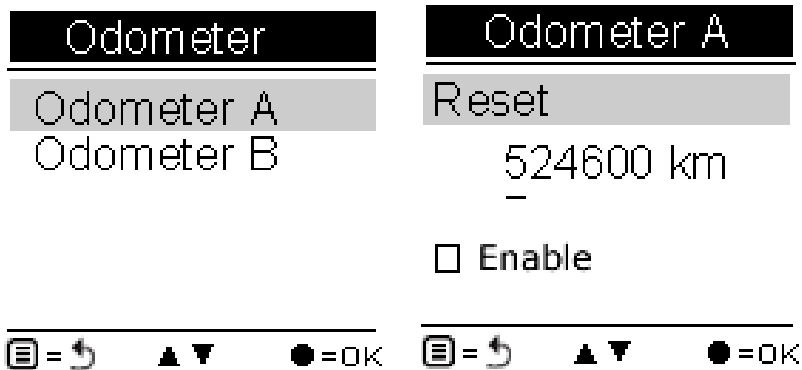 Odometer
Odometer A
Odometer B
=
=OK
Odometer A
Reset
524600 km
Enable
=
=OK